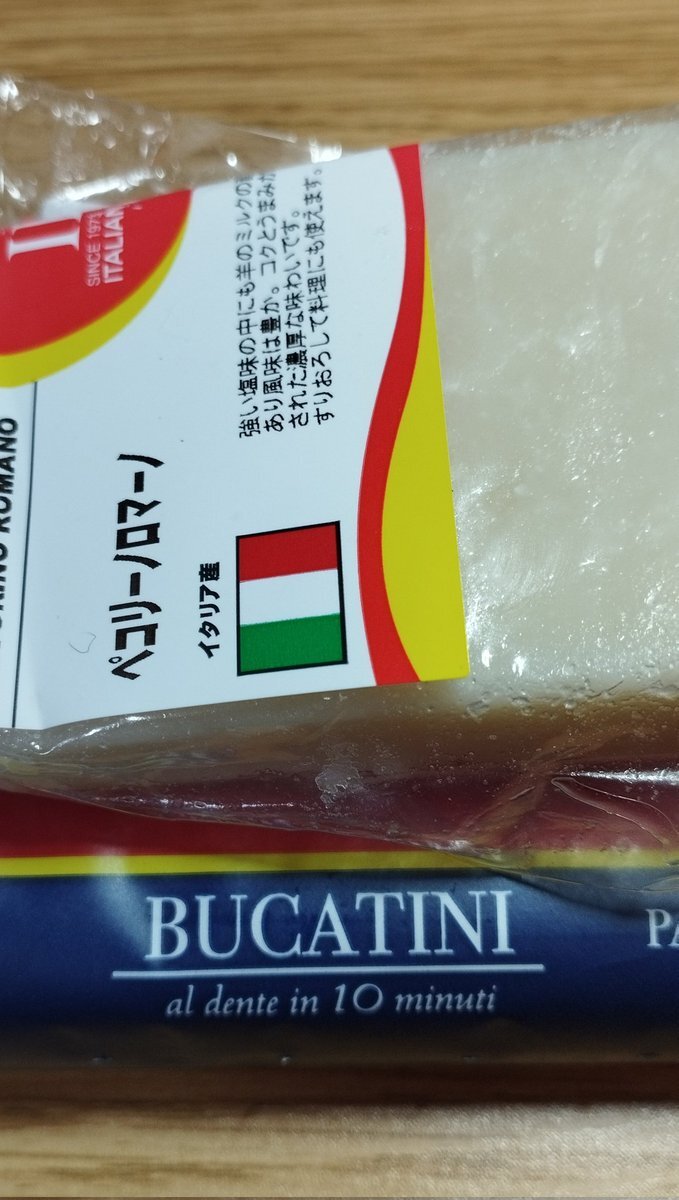 SINCE 1971
ITALIAN
ROMANO
ペコリーノロマーノ
イタリア産
強い塩味の中にも羊のミルクの
あり風味は豊か。コクとうまみが
された濃厚な味わいです。
すりおろして料理にも使えます。
BUCATINI
al dente in 10 minuti